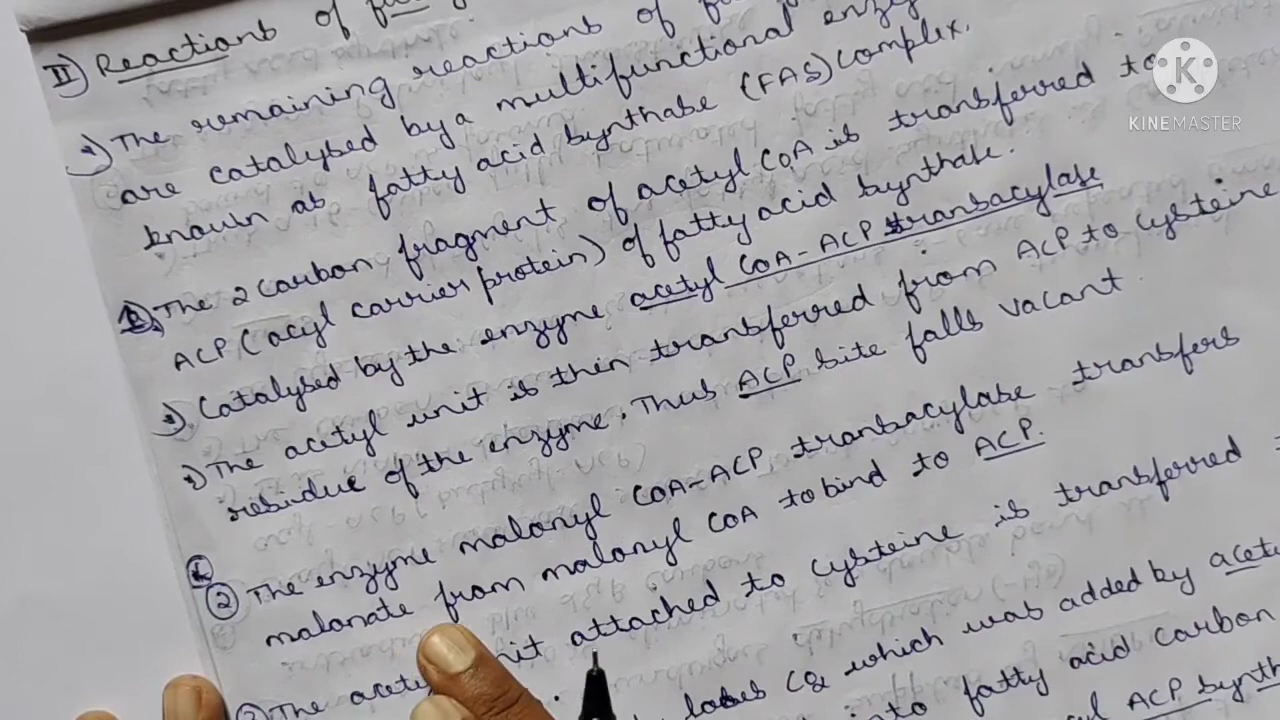 II) Reactions of
1) The remaining reactions of
are catalysed by a multifunctional
known as fatty acid synthase (FAS) complex.
The 2 carbon fragment of acetyl CoA is transferred to
ACP (acyl carrier protein) of fatty acid synthase.
Catalysed by the enzyme acetyl CoA-ACP transacylase
The acetyl unit is then transferred from ACP to cysteine
residue of the enzyme. Thus ACP site falls vacant.
② The enzyme malonyl CoA-ACP transacylase transfers
malonate from malonyl CoA to bind to ACP.
The attached to cysteine is transferred
loses CO2 which was added by
into fatty acid carbon
ACP
K
KINEMASTER